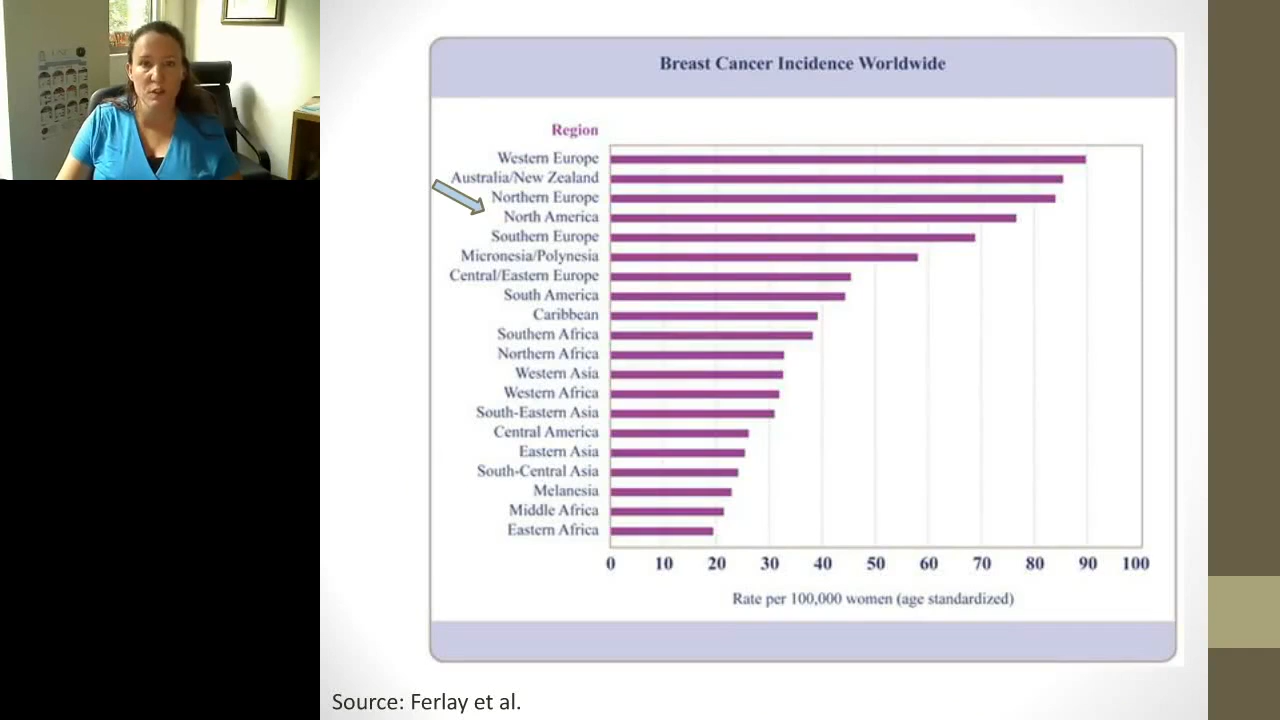 Breast Cancer Incidence Worldwide
Region
Western Europe
Australia/New Zealand
Northern Europe
North America
Southern Europe
Micronesia/Polynesia
Central/Eastern Europe
South America
Caribbean
Southern Africa
Northern Africa
Western Asia
Western Africa
South-Eastern Asia
Central America
Eastern Asia
South-Central Asia
Melanesia
Middle Africa
Eastern Africa
0 10 20 30 40 50 60 70 80 90 100
Rate per 100,000 women (age standardized)
Source: Ferlay et al.